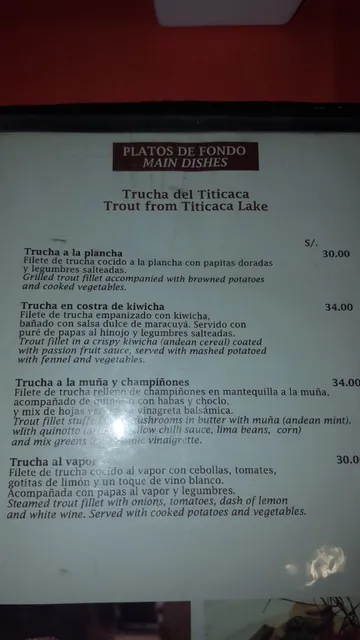 PLATOS DE FONDO
MAIN DISHES
Trucha del Titicaca
Trout from Titicaca Lake
S/.
Trucha a la plancha 30.00
Filete de trucha cocido a la plancha con papitas doradas
y legumbres salteadas.
Grilled trout fillet accompanied with browned potatoes
and cooked vegetables.
Trucha en costra de kiwicha 34.00
Filete de trucha empanizado con kiwicha,
bañado con salsa dulce de maracuyá. Servido con
puré de papas al hinojo y legumbres salteadas.
Trout fillet in a crispy kiwicha (andean cereal) coated
with passion fruit sauce, served with mashed potatoed
with fennel and vegetables.
Trucha a la muña y champiñones 34.00
Filete de trucha relleno de champiñones en mantequilla a la muña,
acompañado de con habas y choclo,
y mix de hojas vinagreta balsámica.
Trout fillet mushrooms in butter with muña (andean mint).
wlith quinotto chilli sauce, lima beans, corn)
and mix greens vinaigrette.
Trucha al vapor 30.0
Filete de trucha cocido al vapor con cebollas, tomates,
gotitas de limón y un toque de vino blanco.
Acompañada con papas al vapor y legumbres.
Steamed trout fillet with onions, tomatoes, dash of lemon
and white wine. Served with cooked potatoes and vegetables.